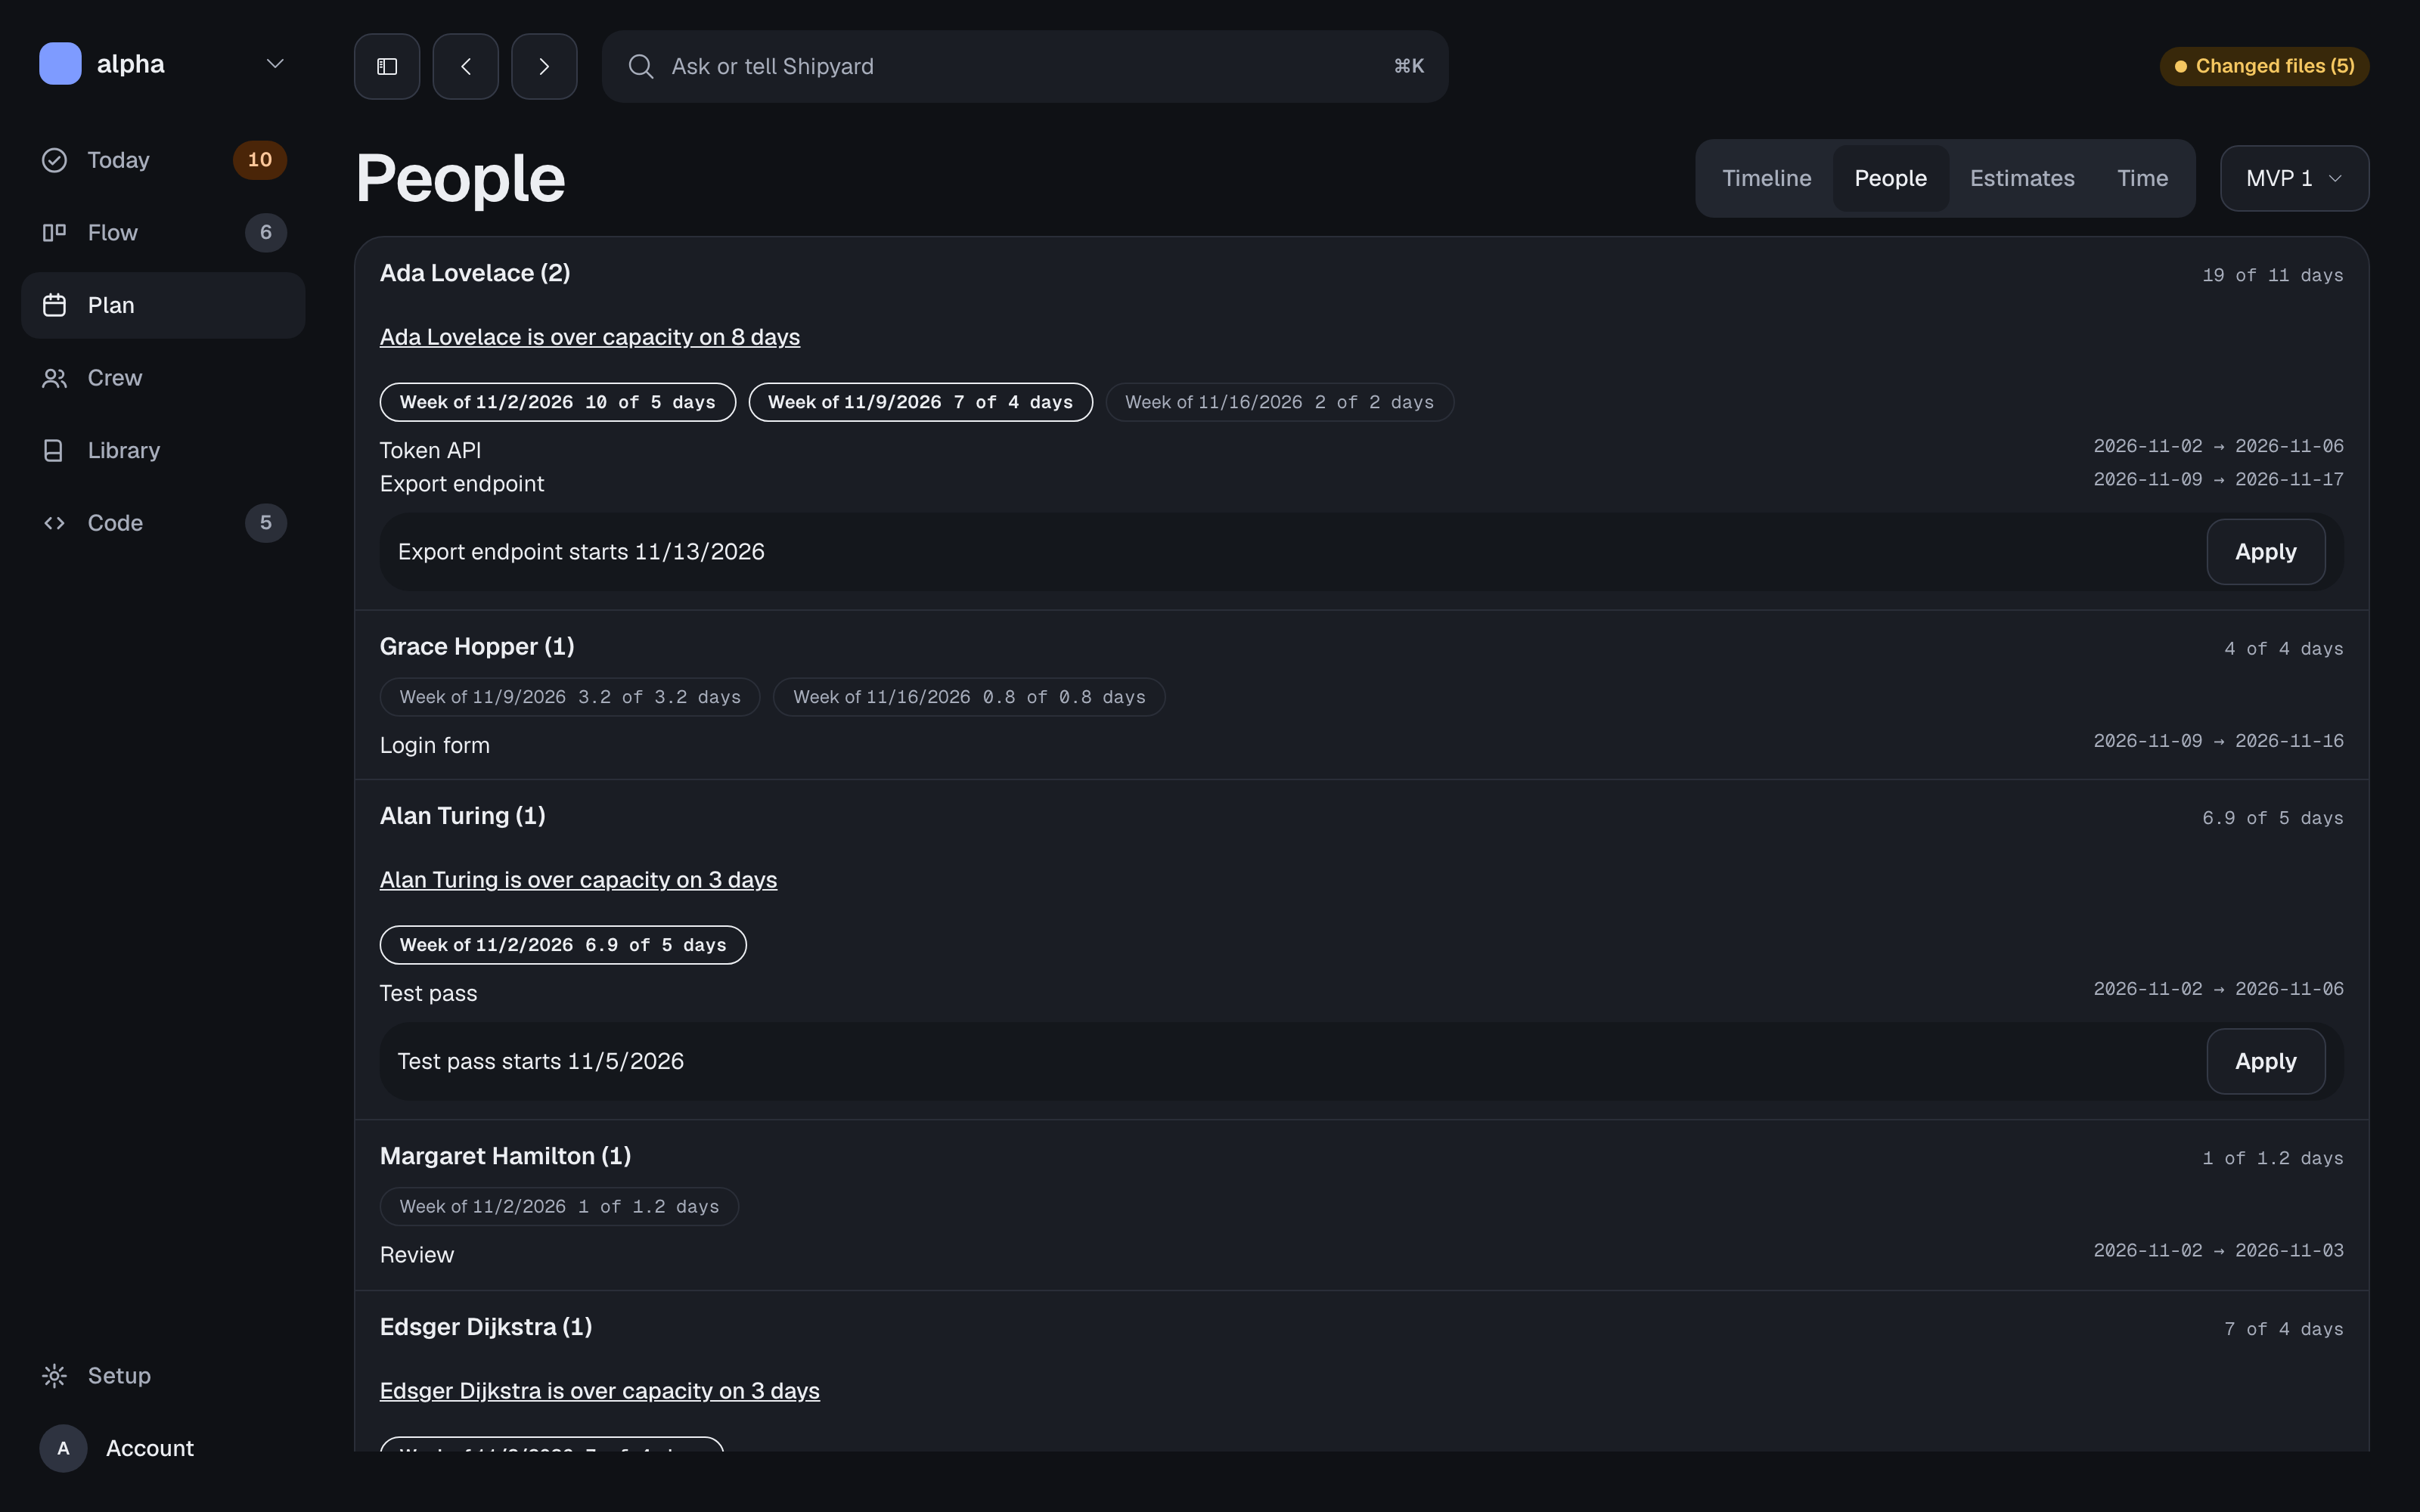 alpha
Ask or tell Shipyard ⌘K
Changed files (5)
Today 10
Flow 6
Plan
Crew
Library
Code 5
Setup
A Account
People
Timeline People Estimates Time
MVP 1
Ada Lovelace (2) 19 of 11 days
Ada Lovelace is over capacity on 8 days
Week of 11/2/2026 10 of 5 days Week of 11/9/2026 7 of 4 days Week of 11/16/2026 2 of 2 days
Token API 2026-11-02 → 2026-11-06
Export endpoint 2026-11-09 → 2026-11-17
Export endpoint starts 11/13/2026 Apply
Grace Hopper (1) 4 of 4 days
Week of 11/9/2026 3.2 of 3.2 days Week of 11/16/2026 0.8 of 0.8 days
Login form 2026-11-09 → 2026-11-16
Alan Turing (1) 6.9 of 5 days
Alan Turing is over capacity on 3 days
Week of 11/2/2026 6.9 of 5 days
Test pass 2026-11-02 → 2026-11-06
Test pass starts 11/5/2026 Apply
Margaret Hamilton (1) 1 of 1.2 days
Week of 11/2/2026 1 of 1.2 days
Review 2026-11-02 → 2026-11-03
Edsger Dijkstra (1) 7 of 4 days
Edsger Dijkstra is over capacity on 3 days